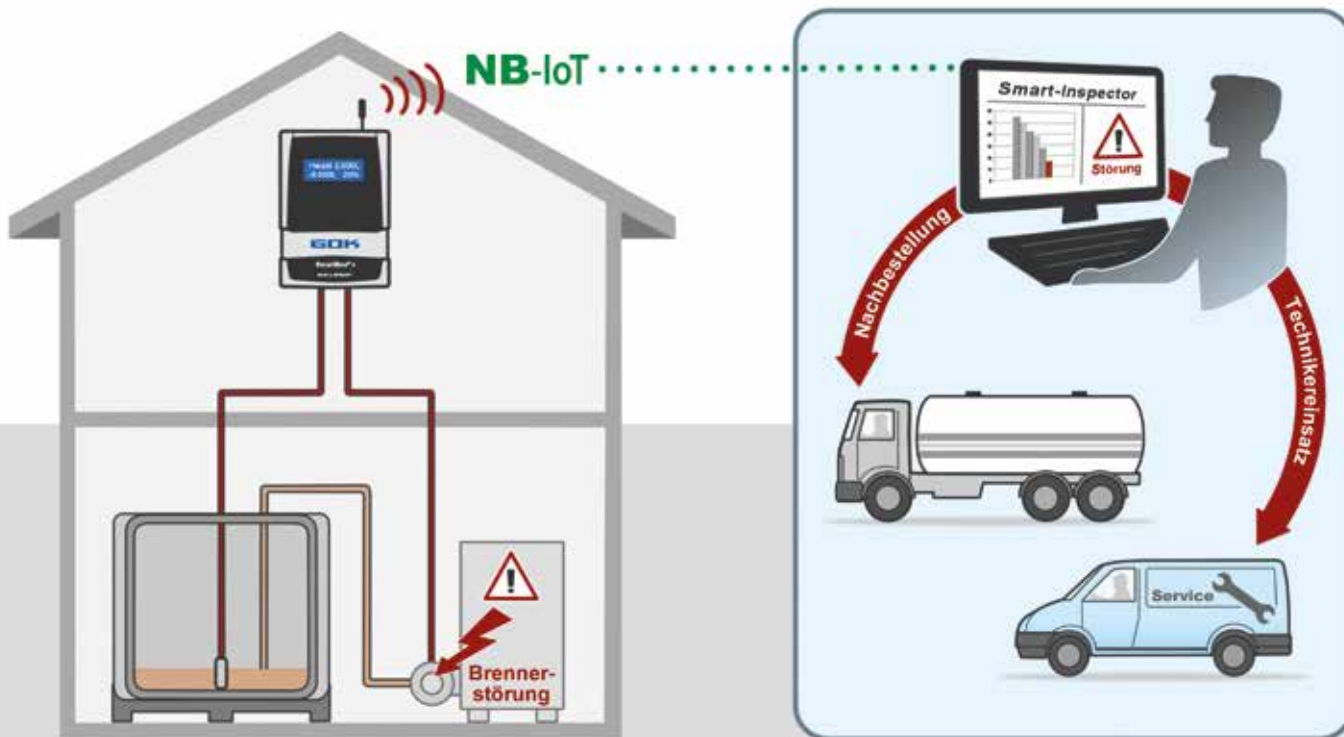 NB-IoT
Smart-Inspector
Störung
GOK
Nachbestellung
Technikereinsatz
Service
Brenner-
störung